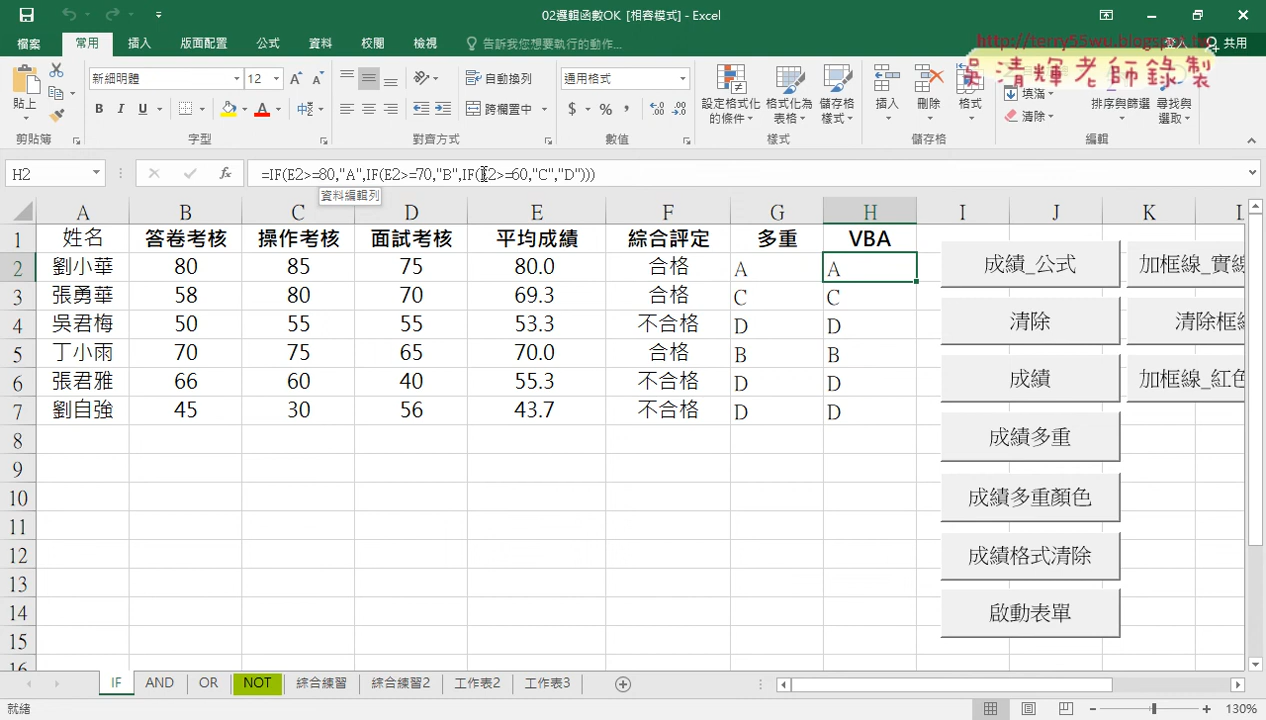 02邏輯函數OK [相容模式] - Excel
檔案 常用 插入 版面配置 公式 資料 校閱 檢視 告訴我您想要執行的動作... 登入 共用
http://terry55wu.blogspot.tw
吳清輝老師錄製
貼上 新細明體 12 自動換列 通用格式 設定格式化的條件 格式化為表格 儲存格樣式 插入 刪除 格式 填滿 排序與篩選 尋找與選取
B I U 中 跨欄置中 $ % , 清除
剪貼簿 字型 對齊方式 數值 樣式 儲存格 編輯
H2 fx =IF(E2>=80,"A",IF(E2>=70,"B",IF(E2>=60,"C","D")))
資料編輯列
A B C D E F G H I J K L
1 姓名 答卷考核 操作考核 面試考核 平均成績 綜合評定 多重 VBA
2 劉小華 80 85 75 80.0 合格 A A
3 張勇華 58 80 70 69.3 合格 C C
4 吳君梅 50 55 55 53.3 不合格 D D
5 丁小雨 70 75 65 70.0 合格 B B
6 張君雅 66 60 40 55.3 不合格 D D
7 劉自強 45 30 56 43.7 不合格 D D
8
9
10
11
12
13
14
15
16
成績_公式 加框線_實線
清除 清除框線
成績 加框線_紅色
成績多重
成績多重顏色
成績格式清除
啟動表單
IF AND OR NOT 綜合練習 綜合練習2 工作表2 工作表3
就緒 130%